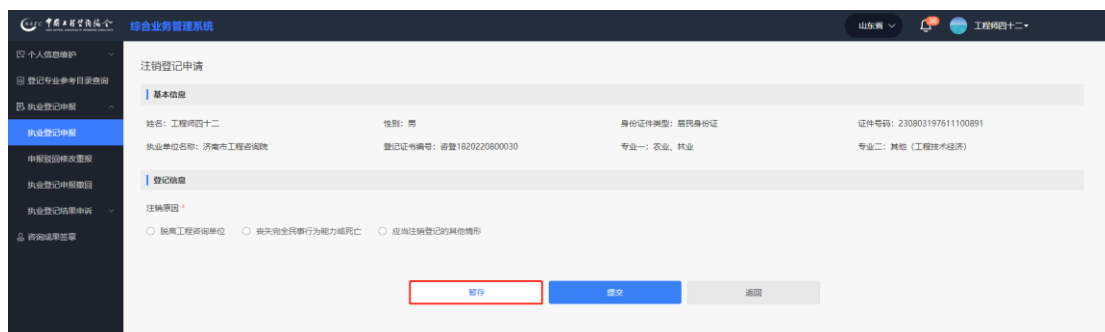 中国工程咨询协会
综合业务管理系统
山东省
工程师四十二
个人信息维护
登记专业参考目录查询
执业登记申报
执业登记申报
申报驳回修改重报
执业登记申报撤回
执业登记结果申诉
咨询成果签章
注销登记申请
基本信息
姓名：工程师四十二 性别：男 身份证件类型：居民身份证 证件号码：230803197611100891
执业单位名称：济南市工程咨询院 登记证书编号：咨登1820220800030 专业一：农业、林业 专业二：其他（工程技术经济）
登记信息
注销原因 *
脱离工程咨询单位 丧失完全民事行为能力或死亡 应当注销登记的其他情形
暂存 提交 返回